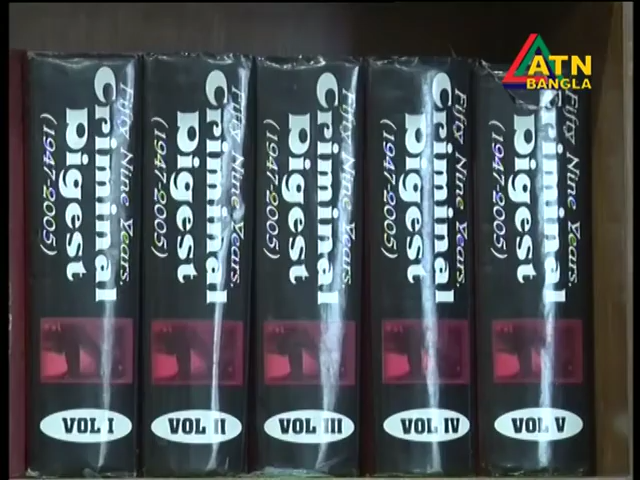 ATN
BANGLA
Fifty Nine Years,
Criminal
Digest
(1947-2005)
VOL I
Fifty Nine Years,
Criminal
Digest
(1947-2005)
VOL II
Fifty Nine Years,
Criminal
Digest
(1947-2005)
VOL III
Fifty Nine Years,
Criminal
Digest
(1947-2005)
VOL IV
Fifty Nine Years,
Criminal
Digest
(1947-2005)
VOL V